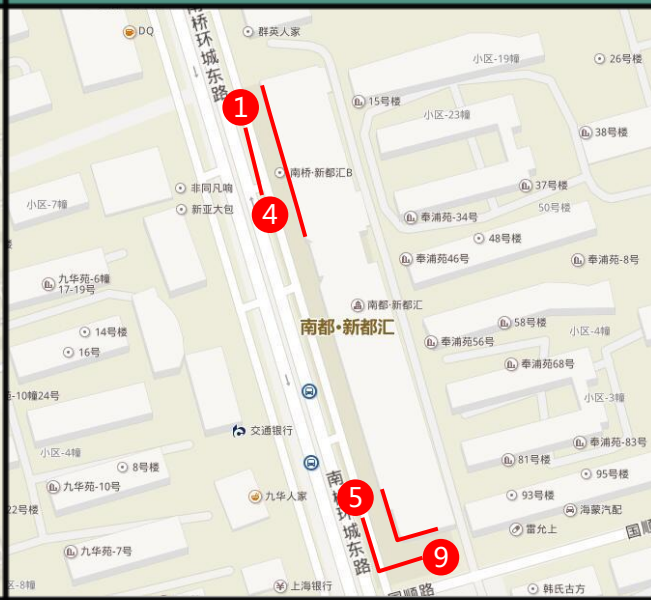 南桥环城东路
DQ
群英人家
小区-19幢
26号楼
1
15号楼
小区-23幢
38号楼
南桥·新都汇B
非同凡响
37号楼
小区-7幢
新亚大包
4
奉浦苑-34号
50号楼
48号楼
奉浦苑46号
奉浦苑-8号
九华苑-6幢
17-19号
南都·新都汇
南都·新都汇
58号楼
14号楼
小区-4幢
奉浦苑56号
16号
奉浦苑68号
-10幢24号
小区-3幢
交通银行
奉浦苑-83号
小区-4幢
81号楼
8号楼
95号楼
九华苑-10号
南桥环城东路
5
九华人家
93号楼
22号楼
海蒙汽配
雷允上
国顺
九华苑-7号
9
上海银行
国顺路
韩氏古方
区-8幢